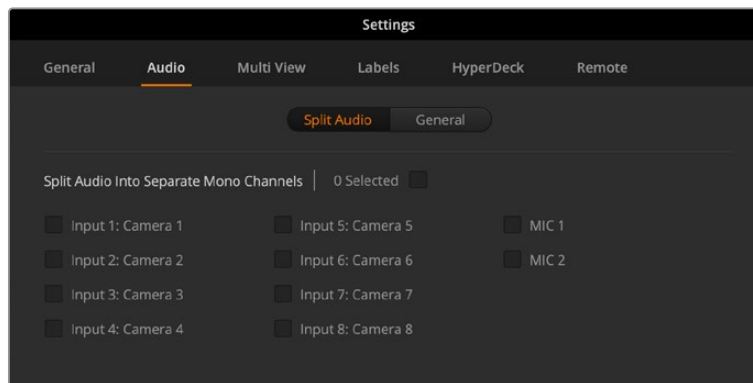 Settings
General Audio Multi View Labels HyperDeck Remote
Split Audio General
Split Audio Into Separate Mono Channels 0 Selected
Input 1: Camera 1 Input 5: Camera 5 MIC 1
Input 2: Camera 2 Input 6: Camera 6 MIC 2
Input 3: Camera 3 Input 7: Camera 7
Input 4: Camera 4 Input 8: Camera 8